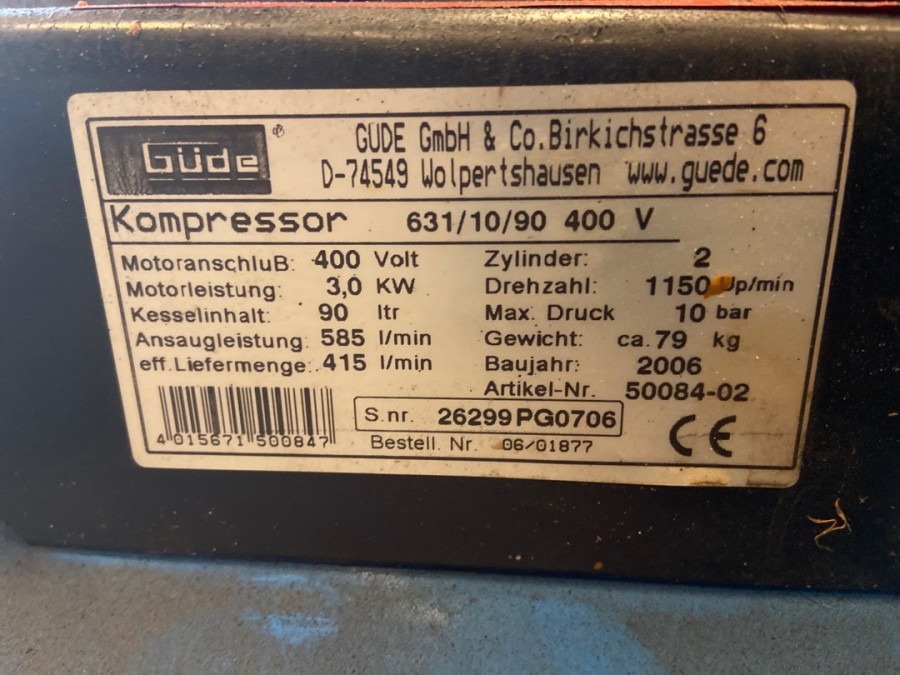 Güde ® GÜDE GmbH & Co.Birkichstrasse 6
D-74549 Wolpertshausen www.guede.com
Kompressor 631/10/90 400 V
Motoranschluß: 400 Volt Zylinder: 2
Motorleistung: 3,0 KW Drehzahl: 1150 Up/min
Kesselinhalt: 90 ltr Max. Druck 10 bar
Ansaugleistung: 585 l/min Gewicht: ca. 79 kg
eff.Liefermenge: 415 l/min Baujahr: 2006
Artikel-Nr. 50084-02
S.nr. 26299PG0706
4 015671 500847 Bestell. Nr. 06/01877
CE